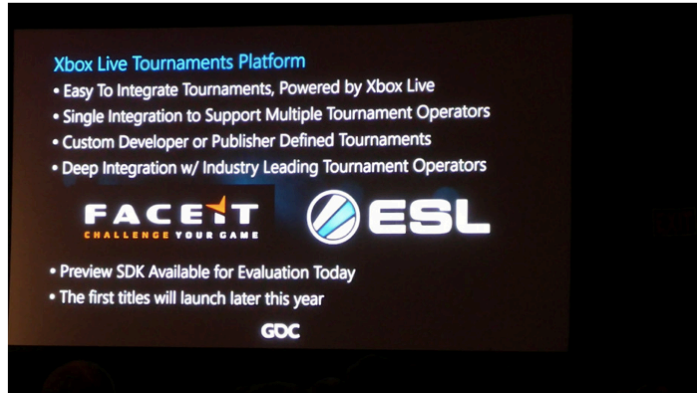 Xbox Live Tournaments Platform
• Easy To Integrate Tournaments, Powered by Xbox Live
• Single Integration to Support Multiple Tournament Operators
• Custom Developer or Publisher Defined Tournaments
• Deep Integration w/ Industry Leading Tournament Operators
FACEIT
CHALLENGE YOUR GAME
ESL
• Preview SDK Available for Evaluation Today
• The first titles will launch later this year
GDC